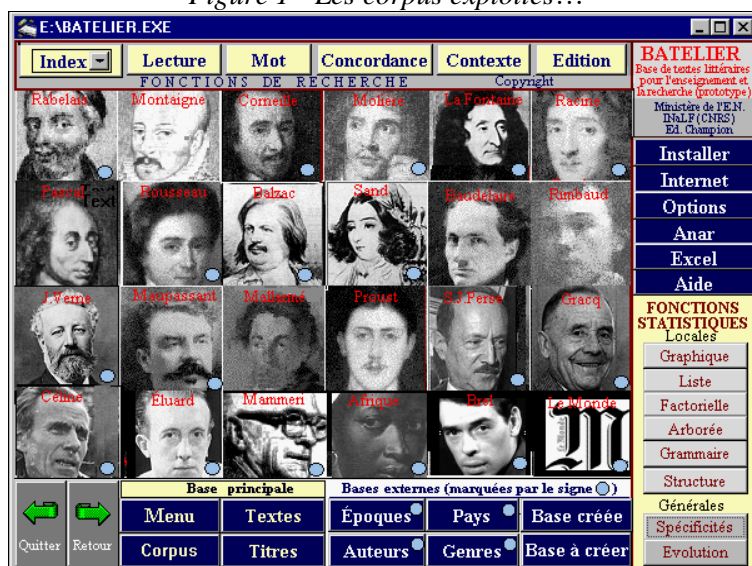 Figure 1 - Les corpus exploités…
E:\BATELIER.EXE
Index Lecture Mot Concordance Contexte Edition
FONCTIONS DE RECHERCHE Copyright
BATELIER
Base de textes littéraires
pour l'enseignement et
la recherche (prototype)
Ministère de l'E.N.
INaLF (CNRS)
Ed. Champion
Rabelais Montaigne Corneille Molière La Fontaine Racine
Pascal Rousseau Balzac Sand Baudelaire Rimbaud
J.Verne Maupassant Mallarmé Proust S.J.Perse Gracq
Céline Éluard Mammeri Afrique Brel Le Monde
Installer
Internet
Options
Anar
Excel
Aide
FONCTIONS
STATISTIQUES
Locales
Graphique
Liste
Factorielle
Arborée
Grammaire
Structure
Générales
Spécificités
Evolution
Quitter Retour
Base principale
Menu Textes
Corpus Titres
Bases externes (marquées par le signe )
Époques Pays Base créée
Auteurs Genres Base à créer